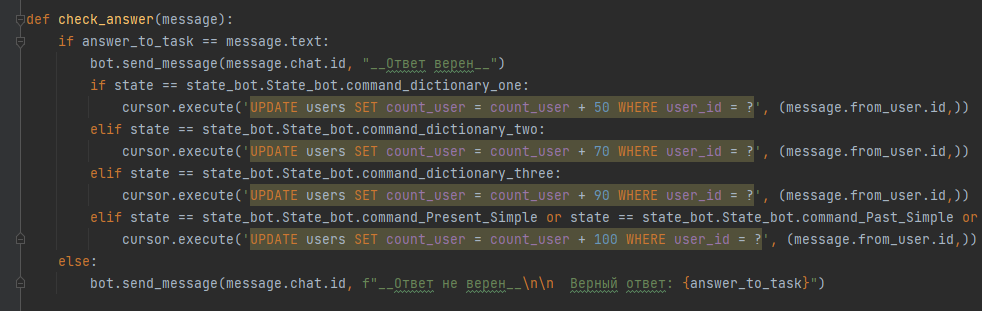 def check_answer(message):
    if answer_to_task == message.text:
        bot.send_message(message.chat.id, "__Ответ верен__")
        if state == state_bot.State_bot.command_dictionary_one:
            cursor.execute('UPDATE users SET count_user = count_user + 50 WHERE user_id = ?', (message.from_user.id,))
        elif state == state_bot.State_bot.command_dictionary_two:
            cursor.execute('UPDATE users SET count_user = count_user + 70 WHERE user_id = ?', (message.from_user.id,))
        elif state == state_bot.State_bot.command_dictionary_three:
            cursor.execute('UPDATE users SET count_user = count_user + 90 WHERE user_id = ?', (message.from_user.id,))
        elif state == state_bot.State_bot.command_Present_Simple or state == state_bot.State_bot.command_Past_Simple or
            cursor.execute('UPDATE users SET count_user = count_user + 100 WHERE user_id = ?', (message.from_user.id,))
    else:
        bot.send_message(message.chat.id, f"__Ответ не верен__\n\n  Верный ответ: {answer_to_task}")